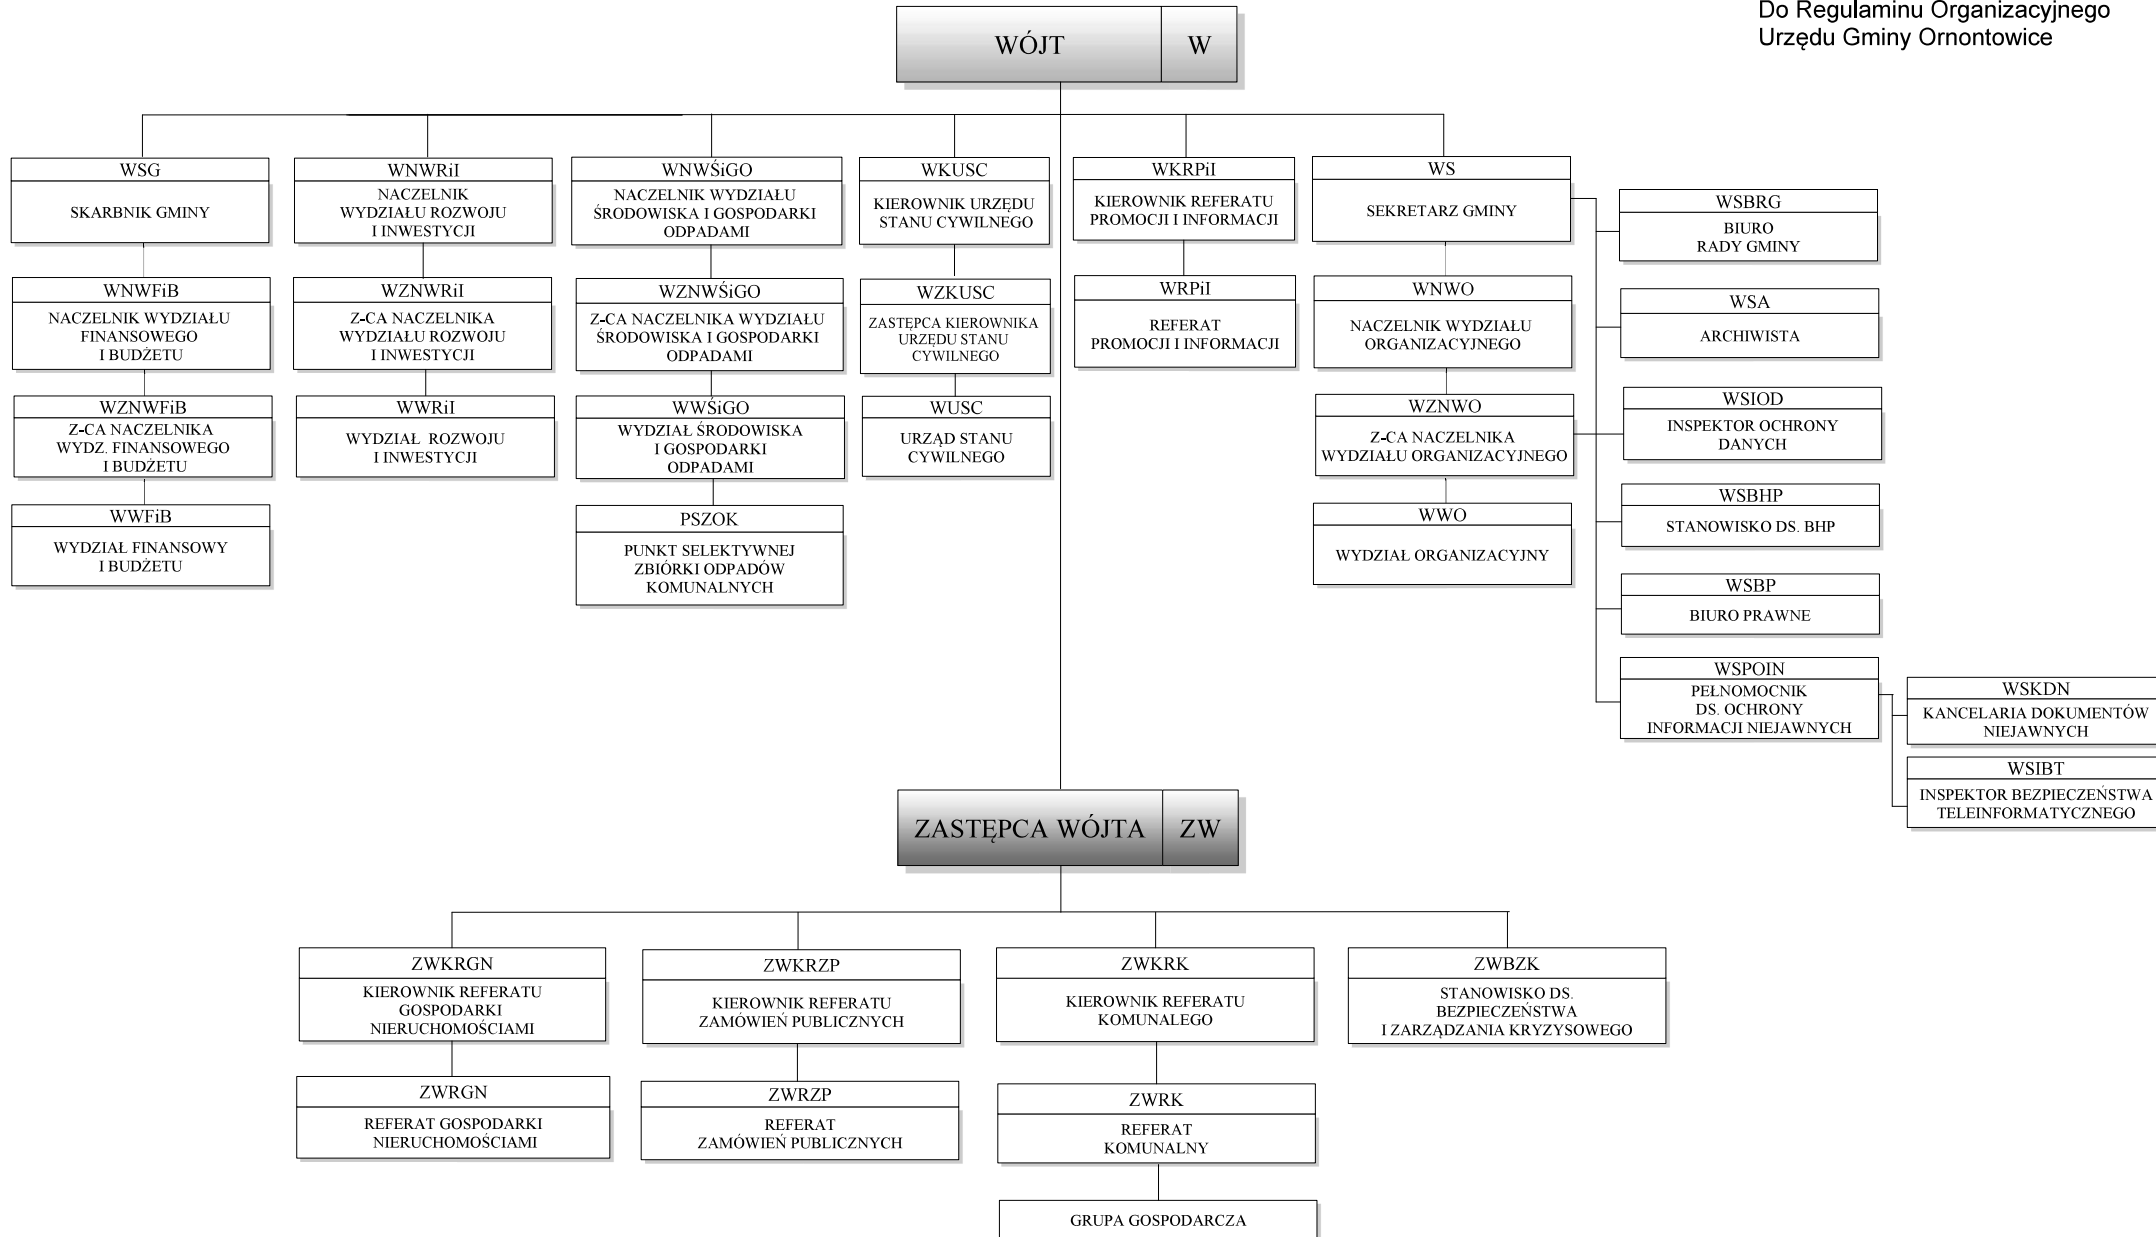 Do Regulaminu Organizacyjnego
Urzędu Gminy Ornontowice
WÓJT
W
WSG
SKARBNIK GMINY
WNWFiB
NACZELNIK WYDZIAŁU
FINANSOWEGO
I BUDŻETU
WZNWFiB
Z-CA NACZELNIKA
WYDZ. FINANSOWEGO
I BUDŻETU
WWFiB
WYDZIAŁ FINANSOWY
I BUDŻETU
WNWRiI
NACZELNIK
WYDZIAŁU ROZWOJU
I INWESTYCJI
WZNWRiI
Z-CA NACZELNIKA
WYDZIAŁU ROZWOJU
I INWESTYCJI
WWRiI
WYDZIAŁ ROZWOJU
I INWESTYCJI
WNWŚiGO
NACZELNIK WYDZIAŁU
ŚRODOWISKA I GOSPODARKI
ODPADAMI
WZNWŚiGO
Z-CA NACZELNIKA WYDZIAŁU
ŚRODOWISKA I GOSPODARKI
ODPADAMI
WWŚiGO
WYDZIAŁ ŚRODOWISKA
I GOSPODARKI
ODPADAMI
PSZOK
PUNKT SELEKTYWNEJ
ZBIÓRKI ODPADÓW
KOMUNALNYCH
WKUSC
KIEROWNIK URZĘDU
STANU CYWILNEGO
WZKUSC
ZASTĘPCA KIEROWNIKA
URZĘDU STANU
CYWILNEGO
WUSC
URZĄD STANU
CYWILNEGO
WKRPiI
KIEROWNIK REFERATU
PROMOCJI I INFORMACJI
WRPiI
REFERAT
PROMOCJI I INFORMACJI
WS
SEKRETARZ GMINY
WNWO
NACZELNIK WYDZIAŁU
ORGANIZACYJNEGO
WZNWO
Z-CA NACZELNIKA
WYDZIAŁU ORGANIZACYJNEGO
WWO
WYDZIAŁ ORGANIZACYJNY
WSBRG
BIURO
RADY GMINY
WSA
ARCHIWISTA
WSIOD
INSPEKTOR OCHRONY
DANYCH
WSBHP
STANOWISKO DS. BHP
WSBP
BIURO PRAWNE
WSPOIN
PEŁNOMOCNIK
DS. OCHRONY
INFORMACJI NIEJAWNYCH
WSKDN
KANCELARIA DOKUMENTÓW
NIEJAWNYCH
WSIBT
INSPEKTOR BEZPIECZEŃSTWA
TELEINFORMATYCZNEGO
ZASTĘPCA WÓJTA
ZW
ZWKRGN
KIEROWNIK REFERATU
GOSPODARKI
NIERUCHOMOŚCIAMI
ZWRGN
REFERAT GOSPODARKI
NIERUCHOMOŚCIAMI
ZWKRZP
KIEROWNIK REFERATU
ZAMÓWIEŃ PUBLICZNYCH
ZWRZP
REFERAT
ZAMÓWIEŃ PUBLICZNYCH
ZWKRK
KIEROWNIK REFERATU
KOMUNALEGO
ZWRK
REFERAT
KOMUNALNY
GRUPA GOSPODARCZA
ZWBZK
STANOWISKO DS.
BEZPIECZEŃSTWA
I ZARZĄDZANIA KRYZYSOWEGO